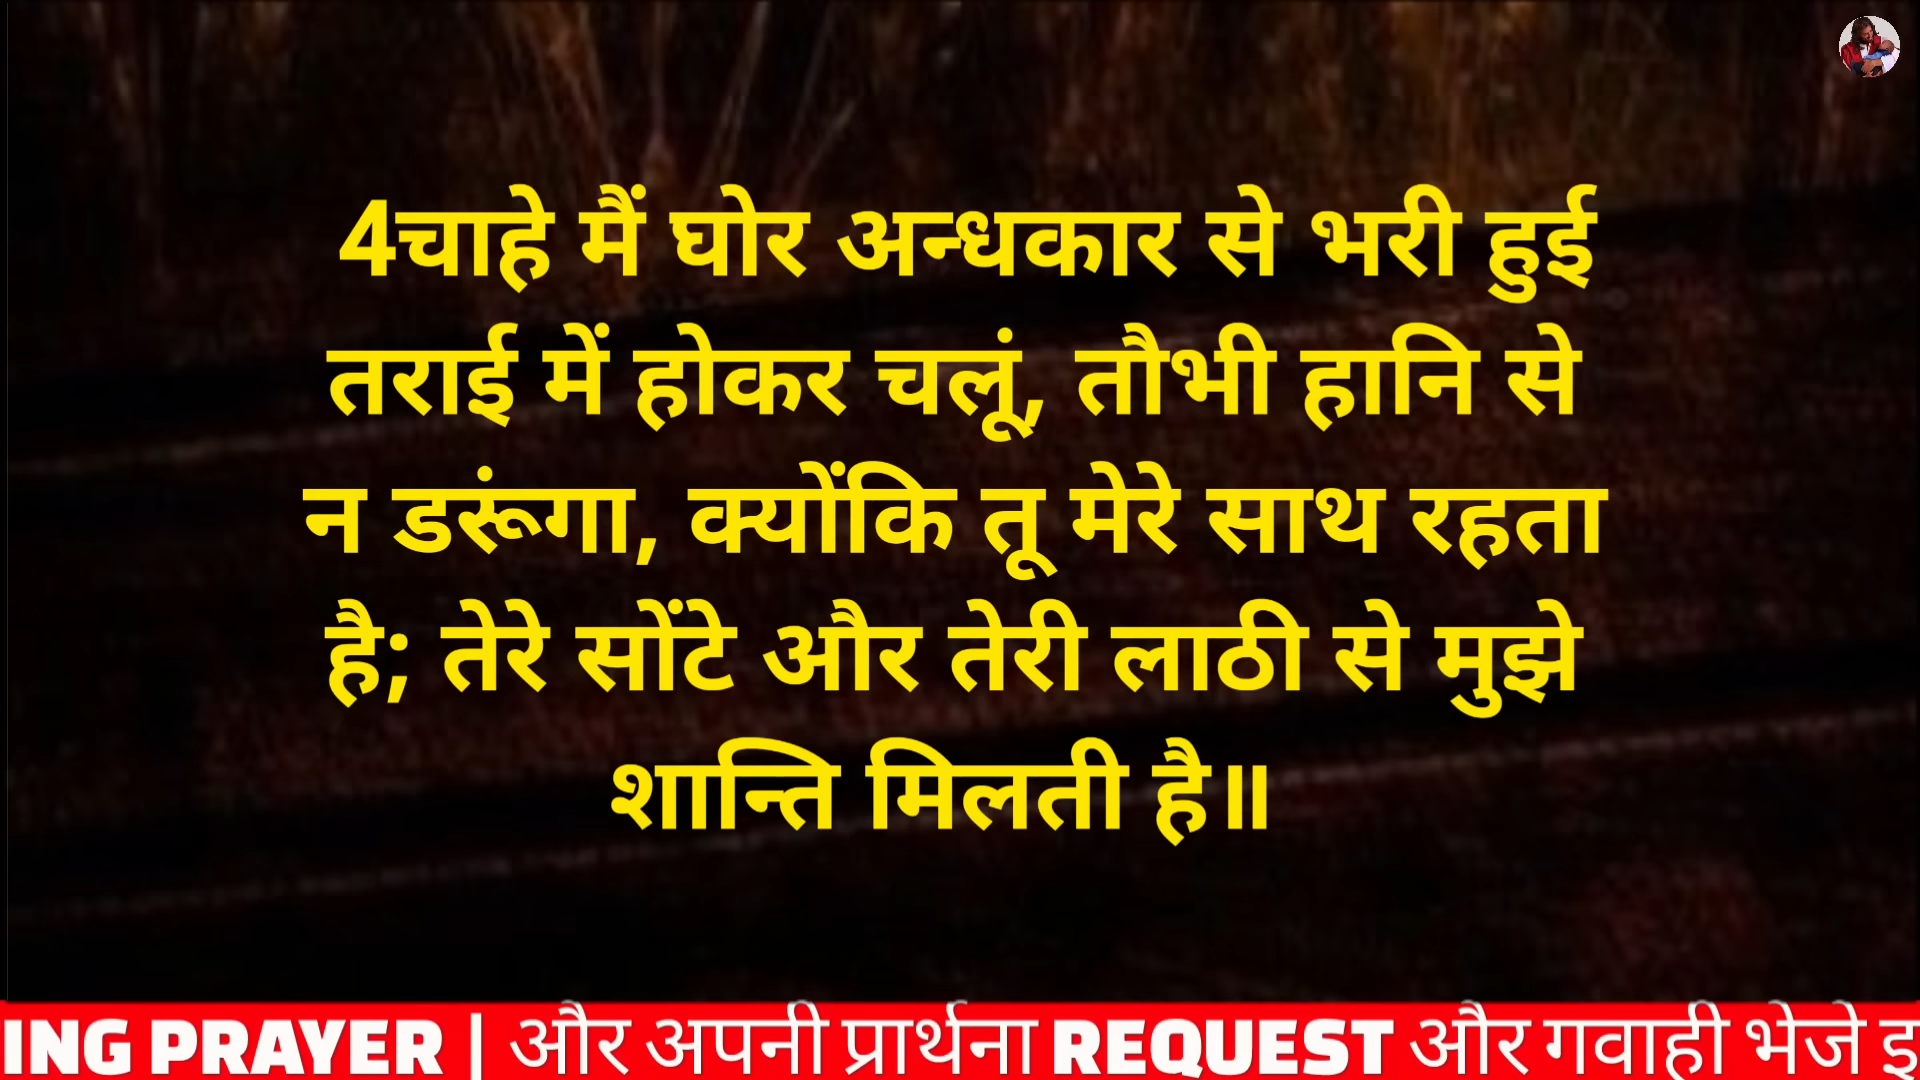 4चाहे मैं घोर अन्धकार से भरी हुई
तराई में होकर चलूं, तौभी हानि से
न डरूंगा, क्योंकि तू मेरे साथ रहता
है; तेरे सोंटे और तेरी लाठी से मुझे
शान्ति मिलती है॥
ING PRAYER | और अपनी प्रार्थना REQUEST और गवाही भेजे इ